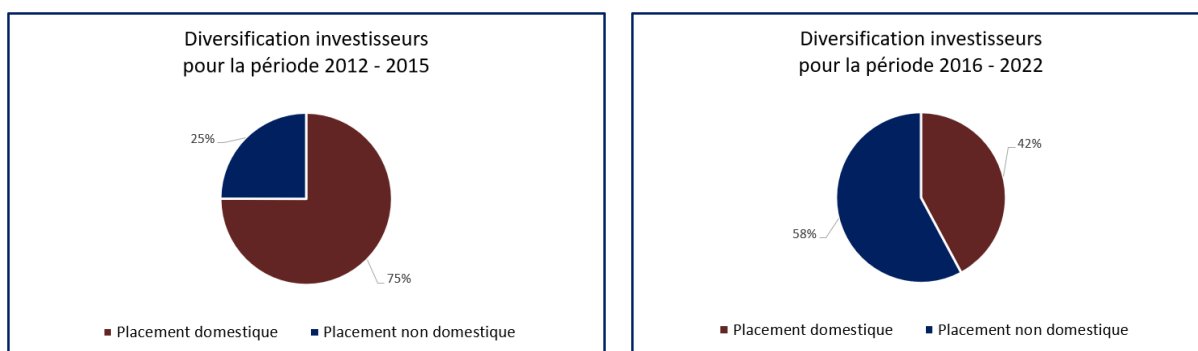 Diversification investisseurs
pour la période 2012 - 2015
25%
75%
Placement domestique
Placement non domestique
Diversification investisseurs
pour la période 2016 - 2022
42%
58%
Placement domestique
Placement non domestique